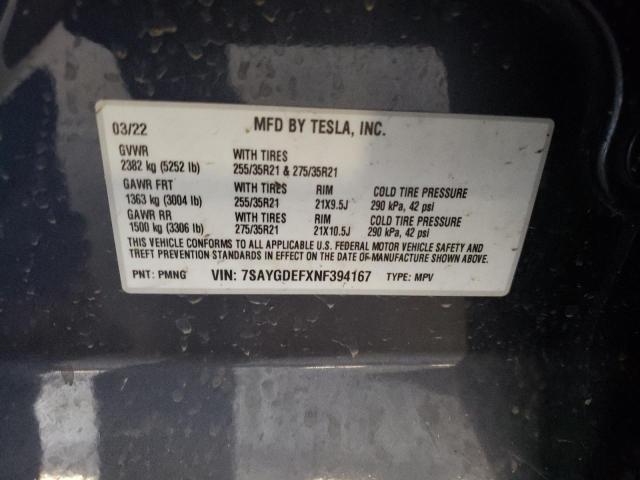 03/22 MFD BY TESLA, INC.
GVWR WITH TIRES
2382 kg (5252 lb) 255/35R21 & 275/35R21
GAWR FRT WITH TIRES RIM COLD TIRE PRESSURE
1363 kg (3004 lb) 255/35R21 21X9.5J 290 kPa, 42 psi
GAWR RR WITH TIRES RIM COLD TIRE PRESSURE
1500 kg (3306 lb) 275/35R21 21X10.5J 290 kPa, 42 psi
THIS VEHICLE CONFORMS TO ALL APPLICABLE U.S. FEDERAL MOTOR VEHICLE SAFETY AND
THEFT PREVENTION STANDARDS IN EFFECT ON THE DATE OF MANUFACTURE SHOWN ABOVE.
PNT: PMNG VIN: 7SAYGDEFXNF394167 TYPE: MPV